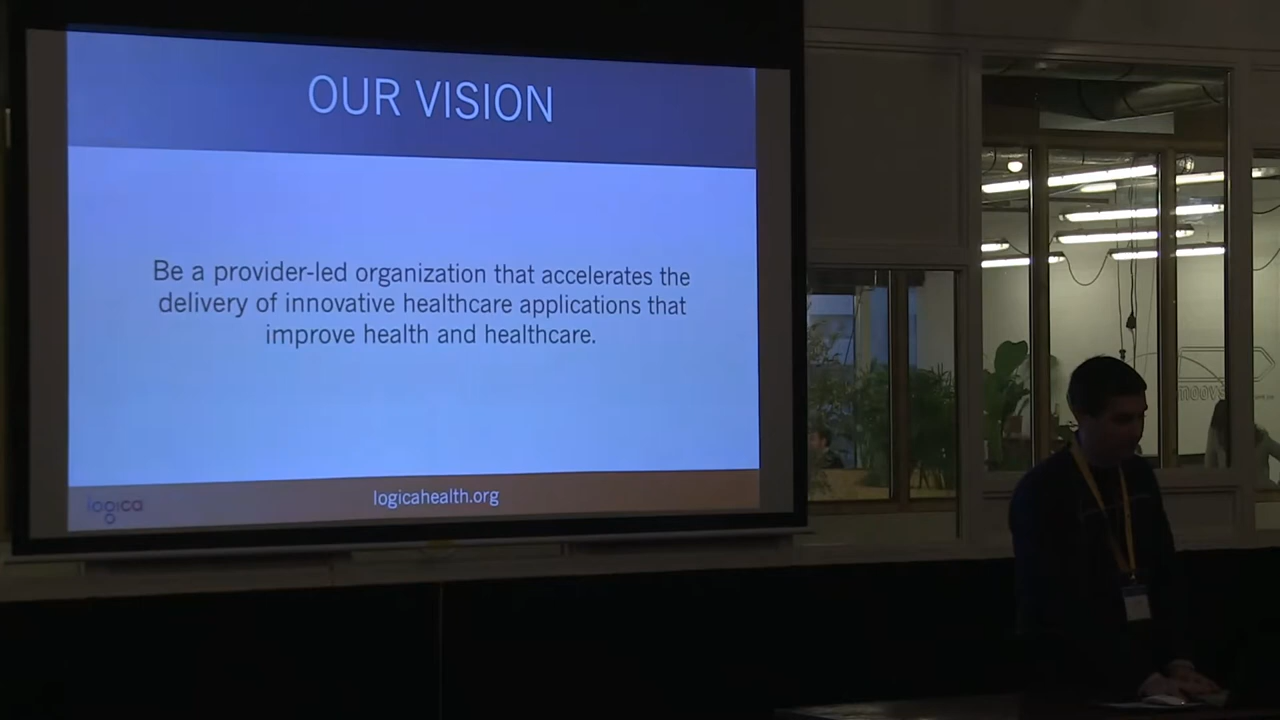 OUR VISION
Be a provider-led organization that accelerates the
delivery of innovative healthcare applications that
improve health and healthcare.
logica
logicahealth.org